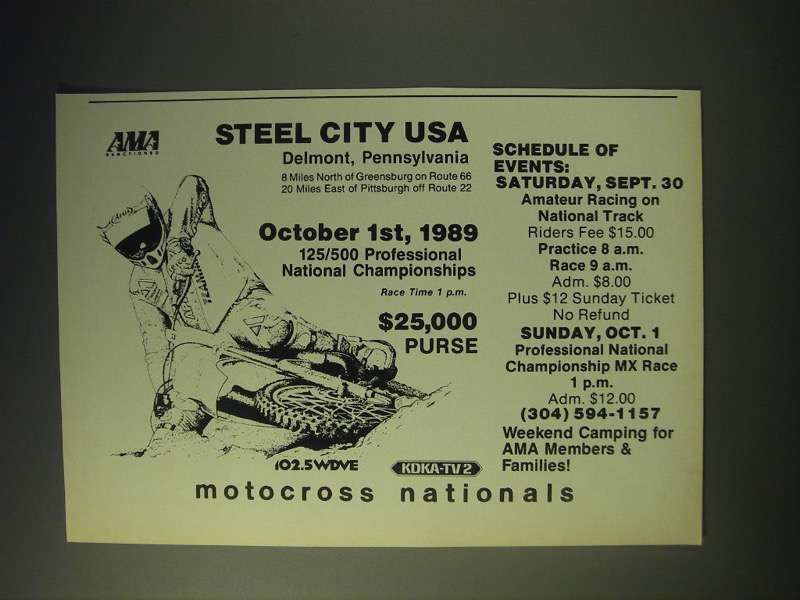 AMA
SANCTIONED
STEEL CITY USA
Delmont, Pennsylvania
8 Miles North of Greensburg on Route 66
20 Miles East of Pittsburgh off Route 22
October 1st, 1989
125/500 Professional
National Championships
Race Time 1 p.m.
$25,000
PURSE
SCHEDULE OF
EVENTS:
SATURDAY, SEPT. 30
Amateur Racing on
National Track
Riders Fee $15.00
Practice 8 a.m.
Race 9 a.m.
Adm. $8.00
Plus $12 Sunday Ticket
No Refund
SUNDAY, OCT. 1
Professional National
Championship MX Race
1 p.m.
Adm. $12.00
(304) 594-1157
Weekend Camping for
AMA Members &
Families!
102.5 WDVE
KDKA-TV 2
motocross nationals